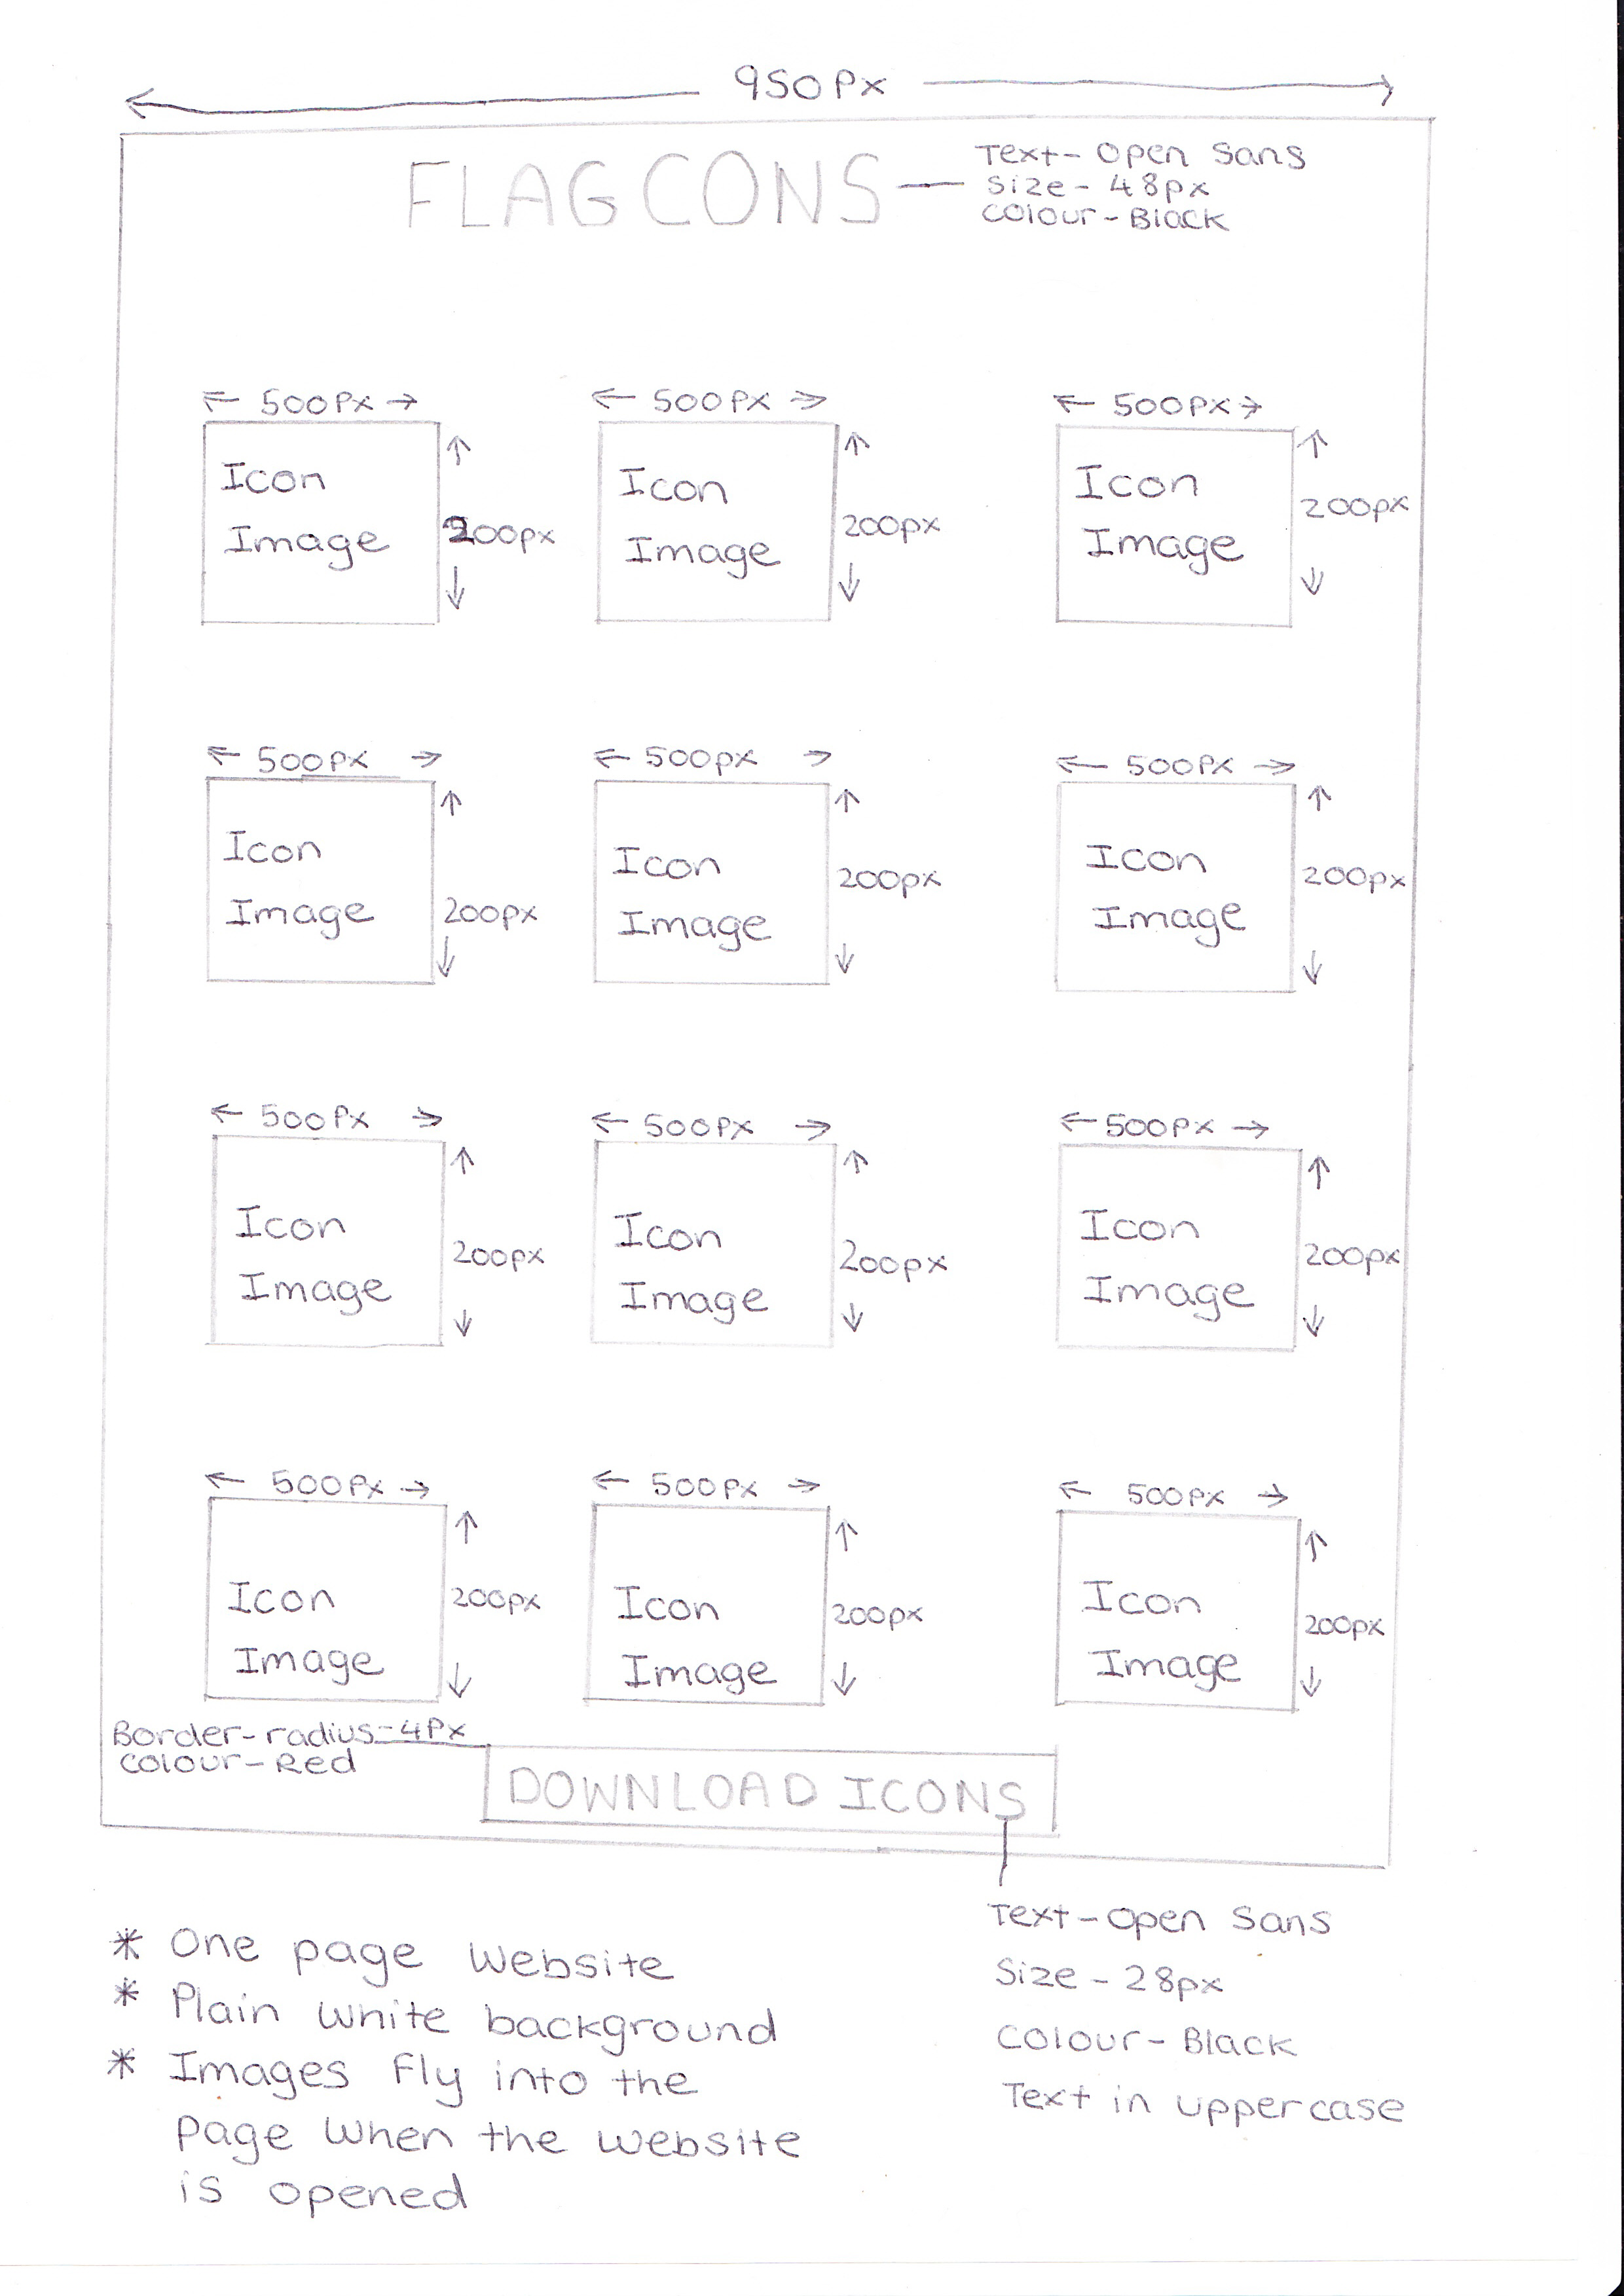 950px
FLAGCONS
Text - Open Sans
Size - 48px
Colour - Black
500px 500px 500px
Icon Icon Icon
Image Image Image
200px 200px 200px
500px 500px 500px
Icon Icon Icon
Image Image Image
200px 200px 200px
500px 500px 500px
Icon Icon Icon
Image Image Image
200px 200px 200px
500px 500px 500px
Icon Icon Icon
Image Image Image
200px 200px 200px
Border-radius-4px
Colour-Red
DOWNLOAD ICONS
Text - Open Sans
Size - 28px
Colour - Black
Text in uppercase
* One page website
* Plain white background
* Images fly into the
page when the website
is opened